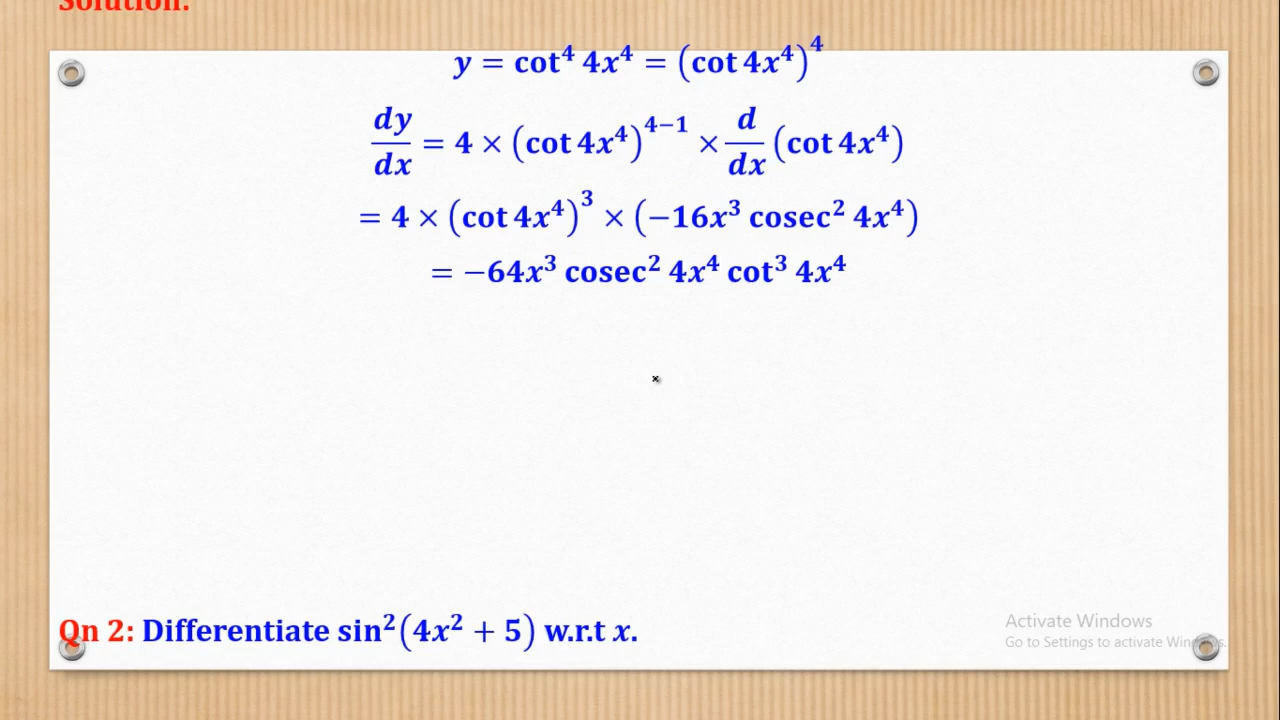 Solution:
y = cot⁴ 4x⁴ = (cot 4x⁴)⁴
dy/dx = 4 × (cot 4x⁴)⁴⁻¹ × d/dx (cot 4x⁴)
= 4 × (cot 4x⁴)³ × (−16x³ cosec² 4x⁴)
= −64x³ cosec² 4x⁴ cot³ 4x⁴
Qn 2: Differentiate sin²(4x² + 5) w.r.t x.
Activate Windows
Go to Settings to activate Windows.